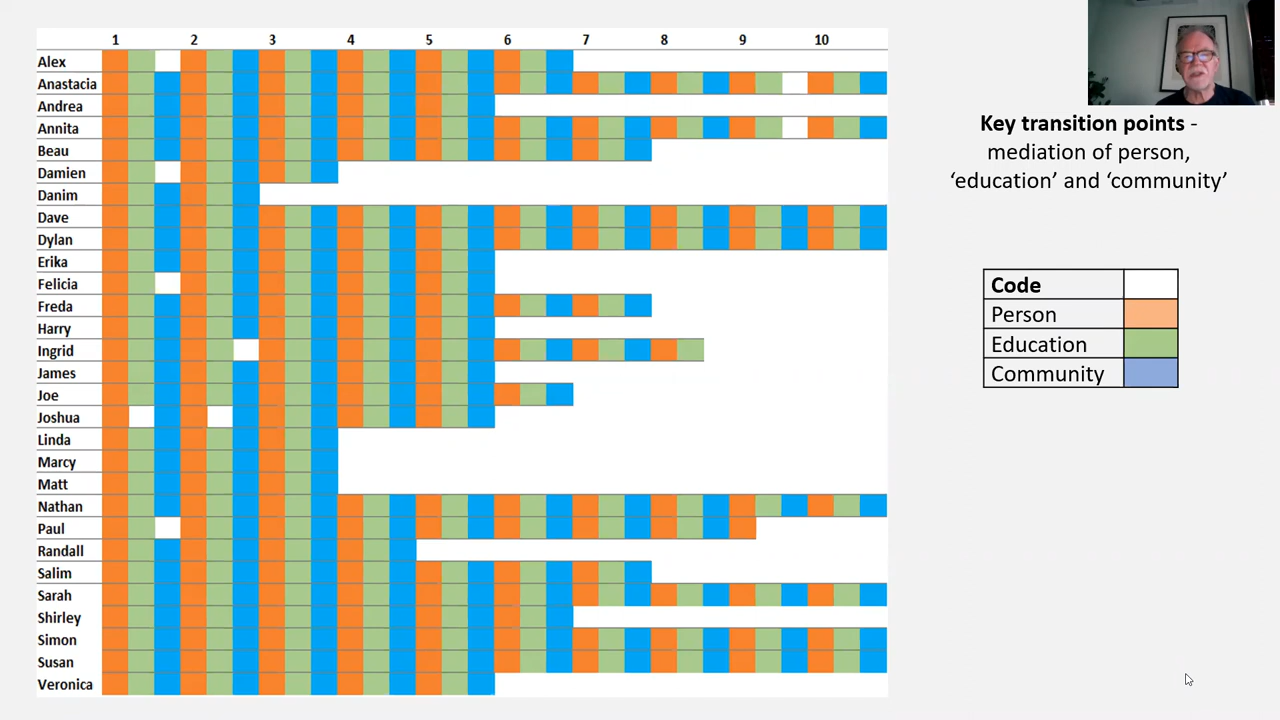 1 2 3 4 5 6 7 8 9 10
Alex
Anastacia
Andrea
Annita
Beau
Damien
Danim
Dave
Dylan
Erika
Felicia
Freda
Harry
Ingrid
James
Joe
Joshua
Linda
Marcy
Matt
Nathan
Paul
Randall
Salim
Sarah
Shirley
Simon
Susan
Veronica
Key transition points -
mediation of person,
‘education’ and ‘community’
Code
Person
Education
Community